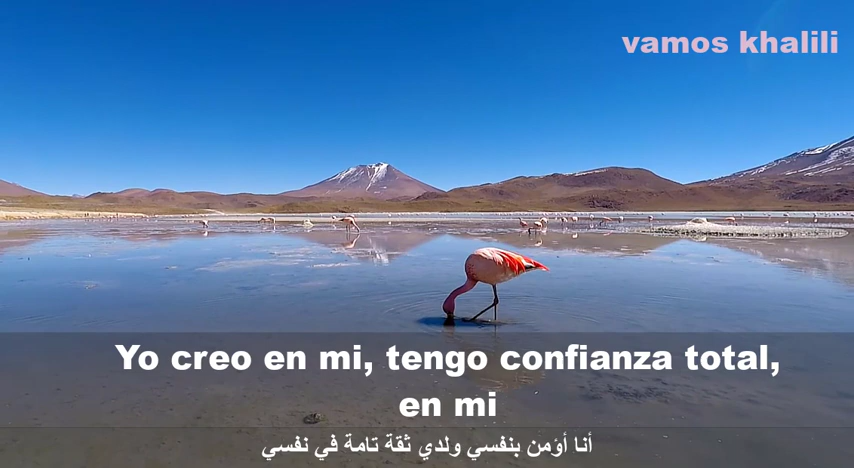 vamos khalili
Yo creo en mi, tengo confianza total,
en mi
أنا أؤمن بنفسي ولدي ثقة تامة في نفسي